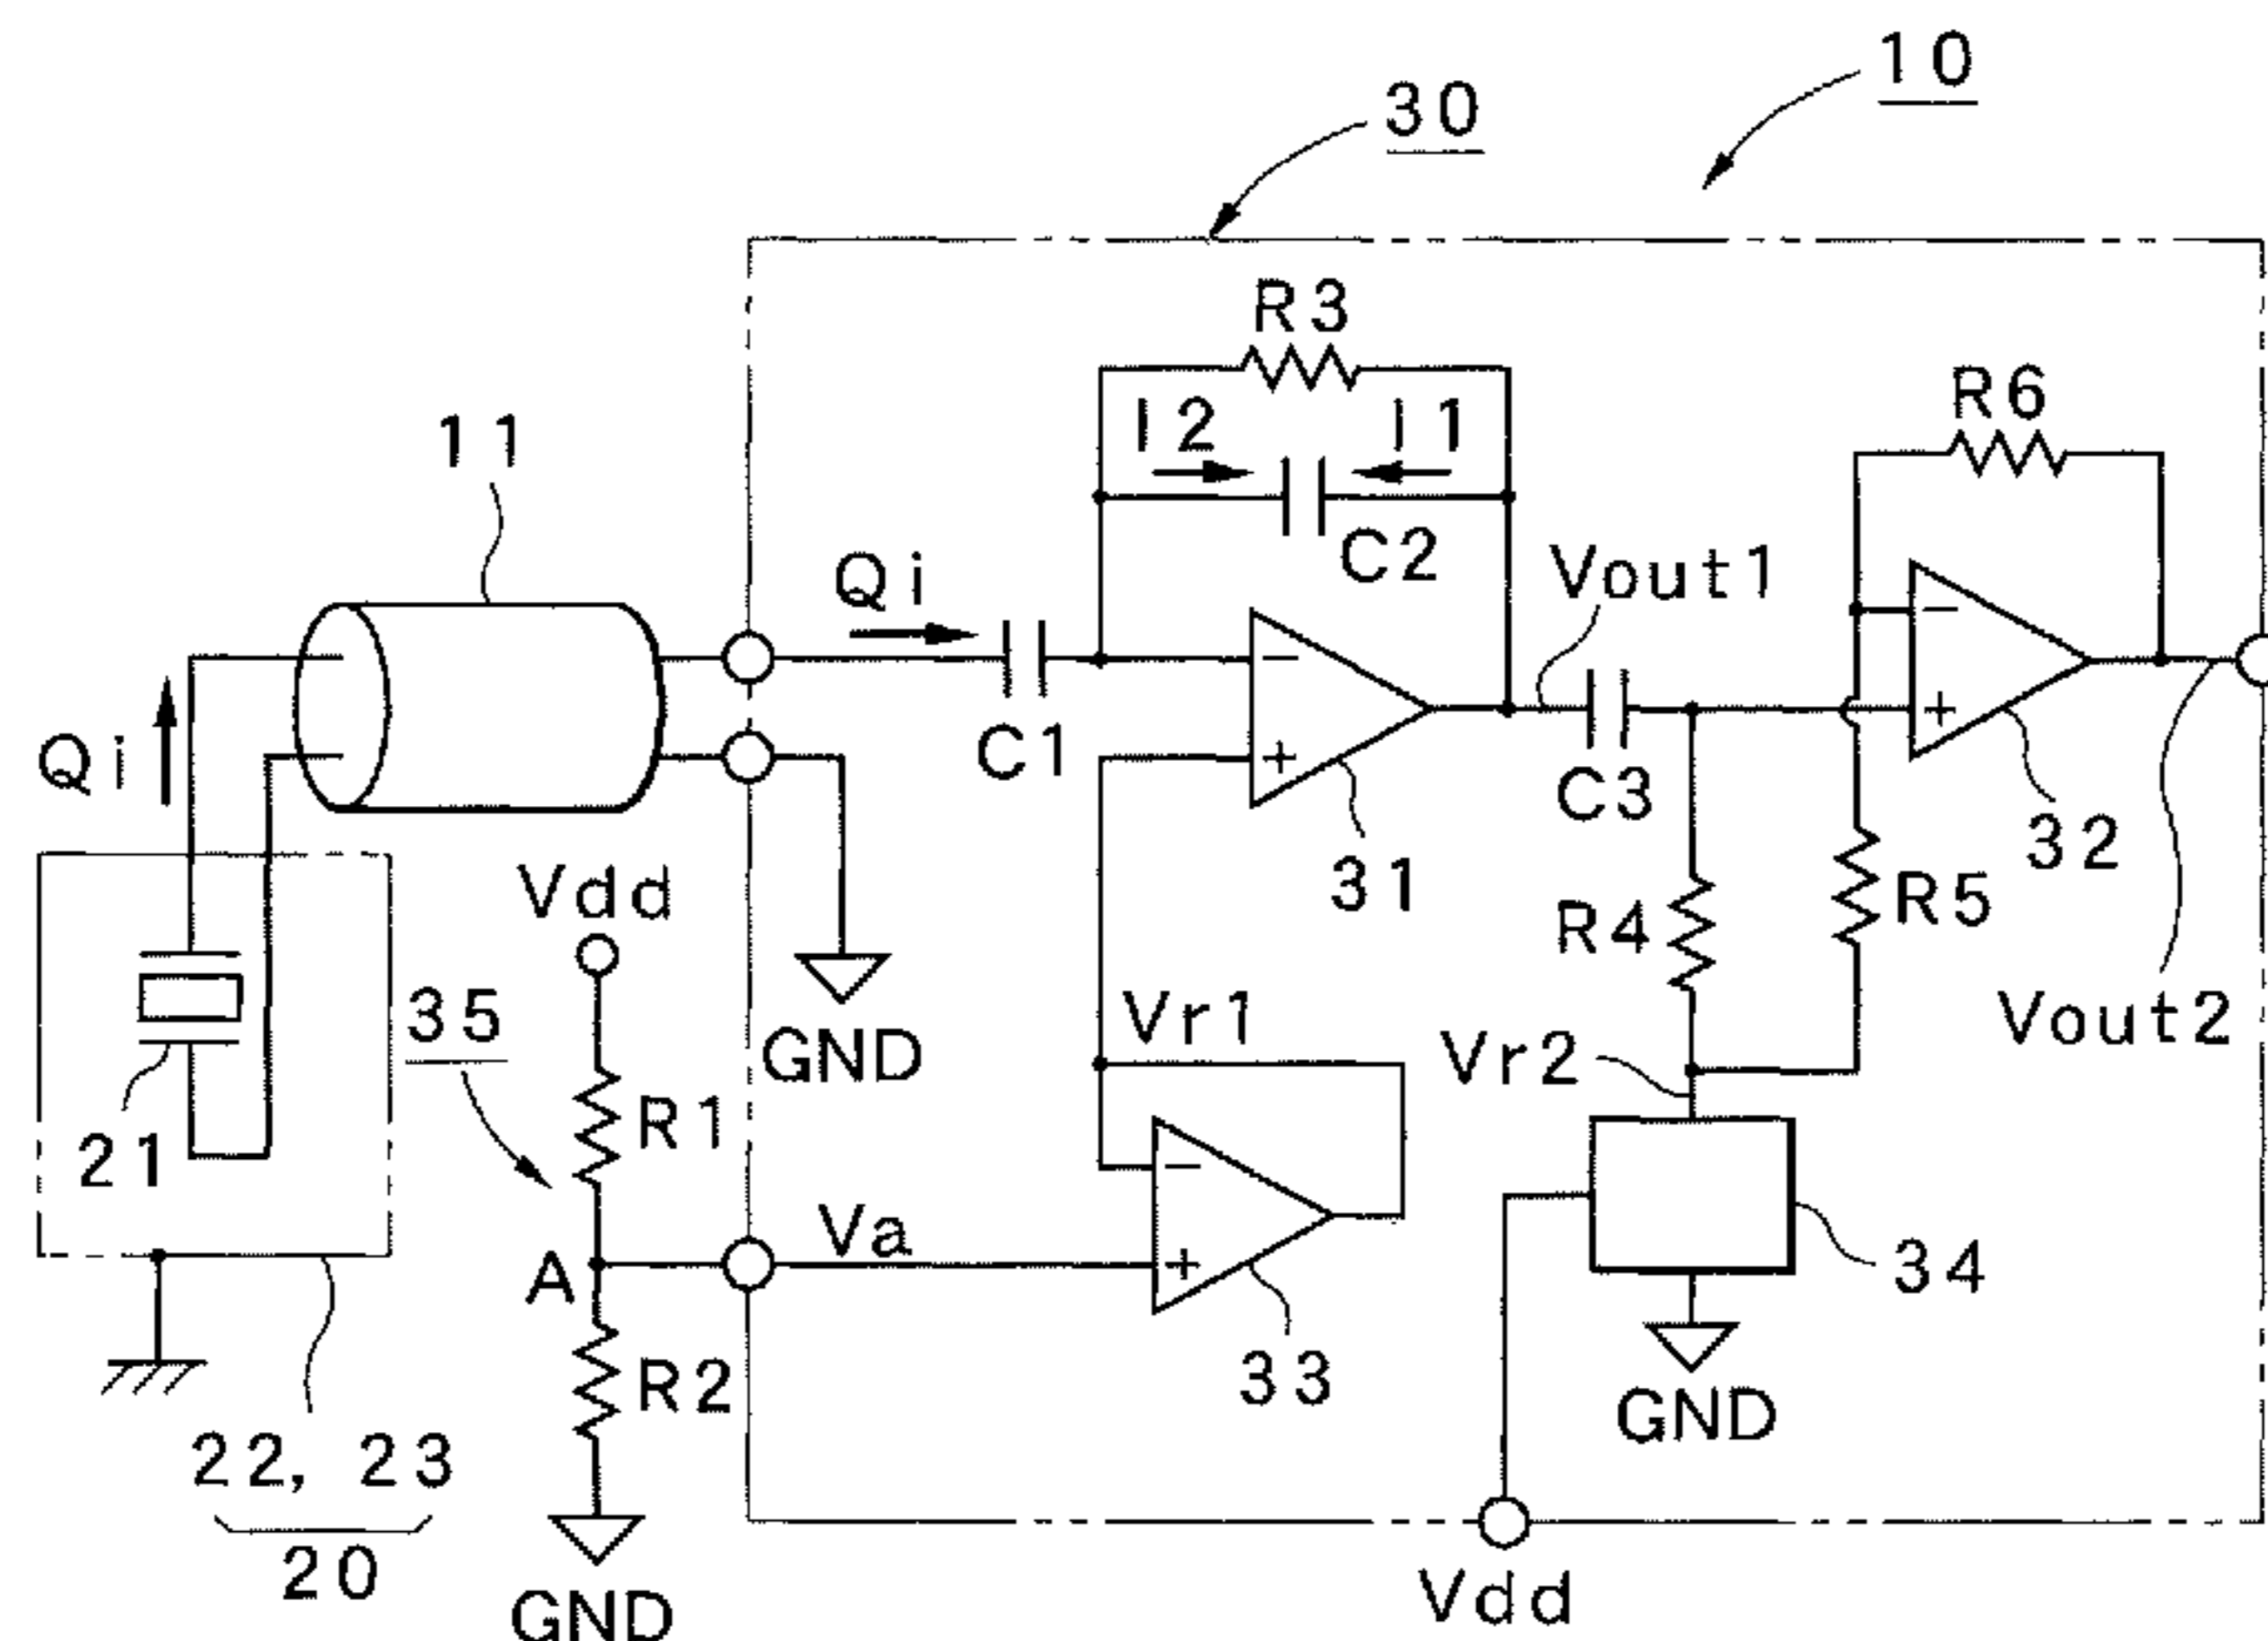 10
30
R3
R6
11
I2
I1
C2
Qi
Vout1
−
−
Qi
C1
+
+
C3
32
31
Vdd
R4
R5
35
GND
Vr1
Vout2
Vr2
R1
21
−
Va
34
A
+
R2
33
GND
22, 23
20
GND
Vdd